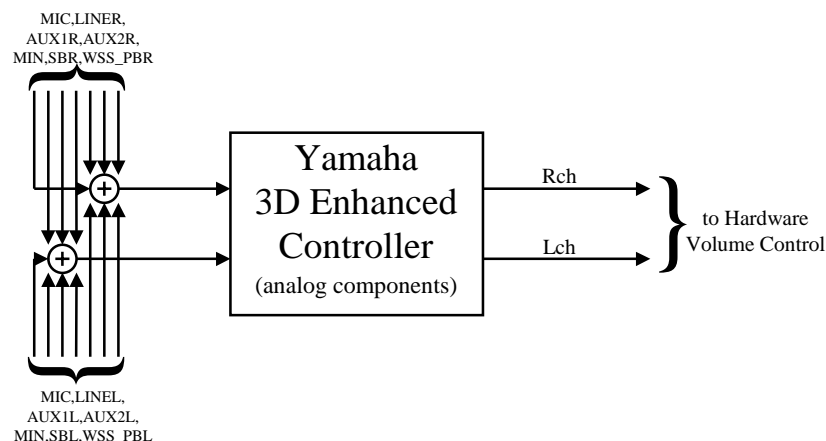 MIC,LINER,
AUX1R,AUX2R,
MIN,SBR,WSS_PBR
+
+
Yamaha
3D Enhanced
Controller
(analog components)
Rch
Lch
to Hardware
Volume Control
MIC,LINEL,
AUX1L,AUX2L,
MIN,SBL,WSS_PBL